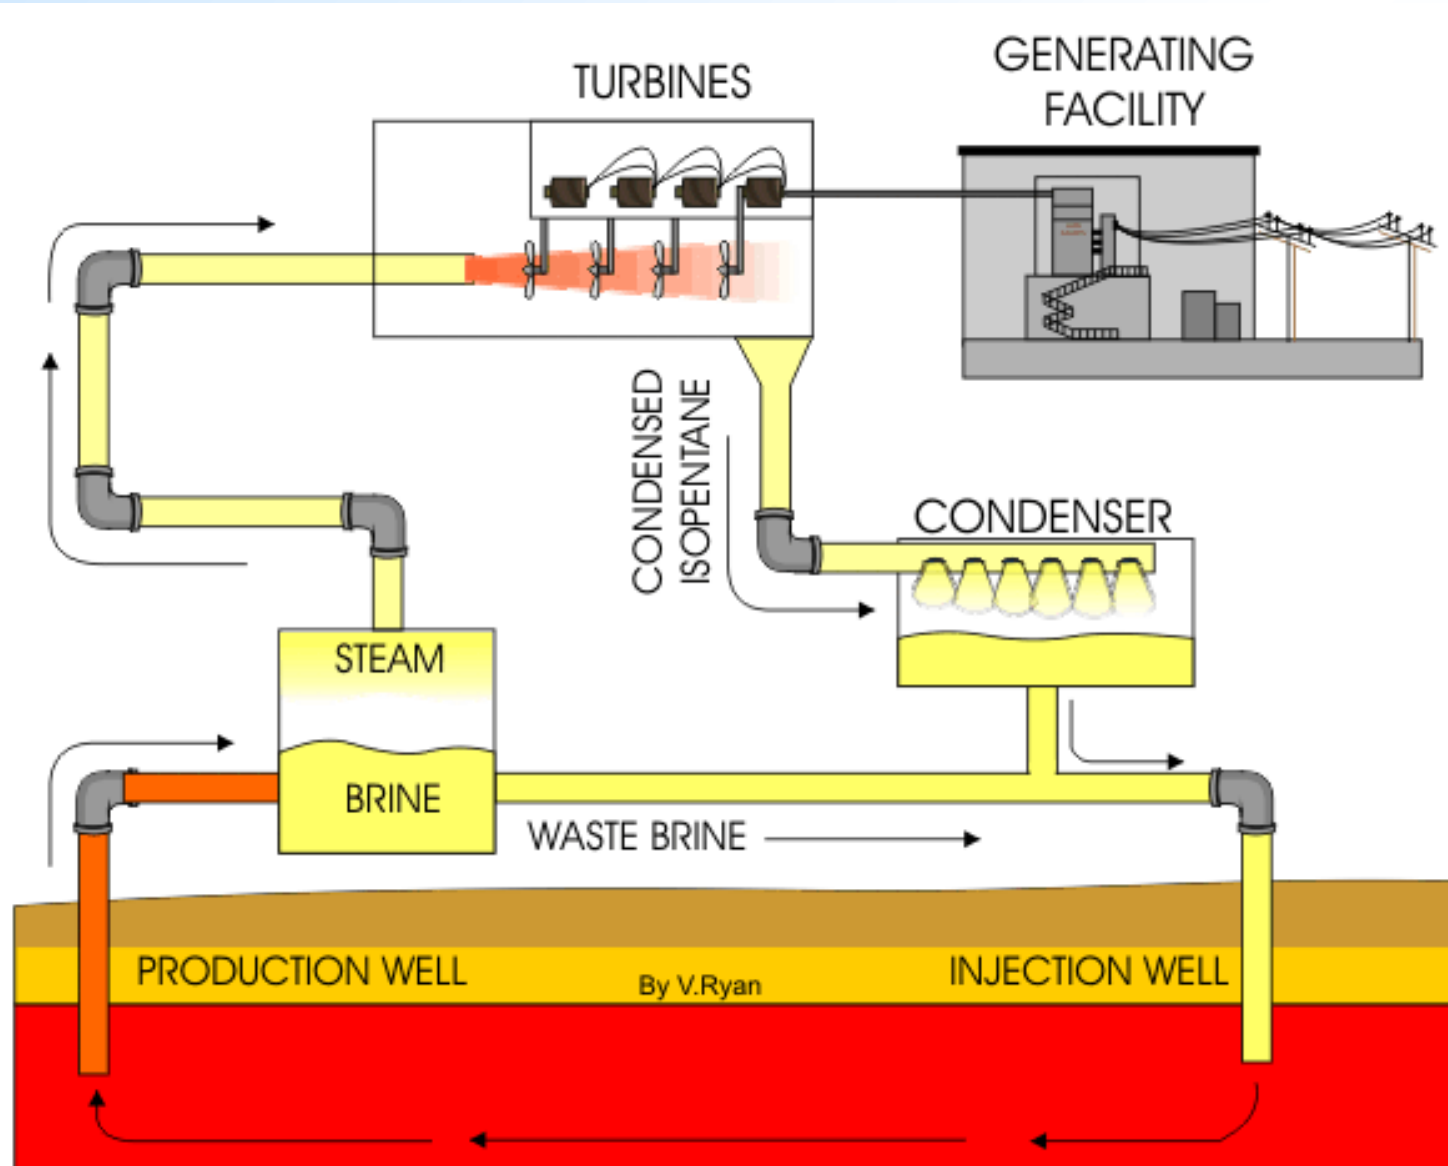 TURBINES
GENERATING
FACILITY
CONDENSED
ISOPENTANE
CONDENSER
STEAM
BRINE
WASTE BRINE
PRODUCTION WELL
By V.Ryan
INJECTION WELL